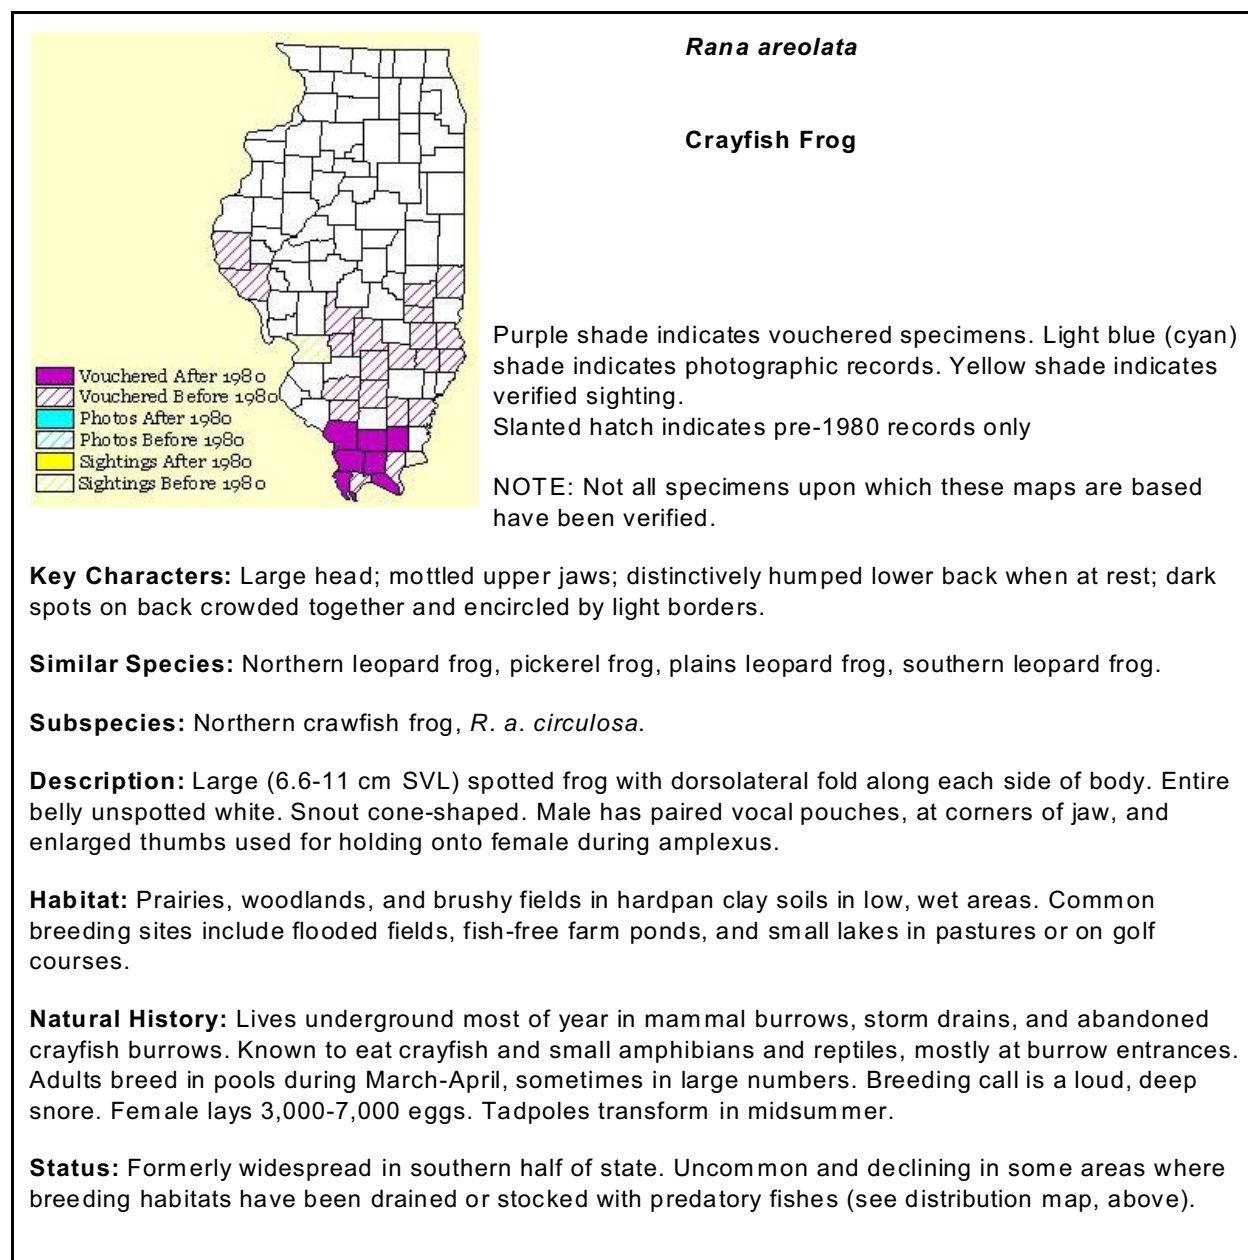 Rana areolata
Crayfish Frog
Vouchered After 1980
Vouchered Before 1980
Photos After 1980
Photos Before 1980
Sightings After 1980
Sightings Before 1980
Purple shade indicates vouchered specimens. Light blue (cyan)
shade indicates photographic records. Yellow shade indicates
verified sighting.
Slanted hatch indicates pre-1980 records only
NOTE: Not all specimens upon which these maps are based
have been verified.
Key Characters: Large head; mottled upper jaws; distinctively humped lower back when at rest; dark
spots on back crowded together and encircled by light borders.
Similar Species: Northern leopard frog, pickerel frog, plains leopard frog, southern leopard frog.
Subspecies: Northern crawfish frog, R. a. circulosa.
Description: Large (6.6-11 cm SVL) spotted frog with dorsolateral fold along each side of body. Entire
belly unspotted white. Snout cone-shaped. Male has paired vocal pouches, at corners of jaw, and
enlarged thumbs used for holding onto female during amplexus.
Habitat: Prairies, woodlands, and brushy fields in hardpan clay soils in low, wet areas. Common
breeding sites include flooded fields, fish-free farm ponds, and small lakes in pastures or on golf
courses.
Natural History: Lives underground most of year in mammal burrows, storm drains, and abandoned
crayfish burrows. Known to eat crayfish and small amphibians and reptiles, mostly at burrow entrances.
Adults breed in pools during March-April, sometimes in large numbers. Breeding call is a loud, deep
snore. Female lays 3,000-7,000 eggs. Tadpoles transform in midsummer.
Status: Formerly widespread in southern half of state. Uncommon and declining in some areas where
breeding habitats have been drained or stocked with predatory fishes (see distribution map, above).